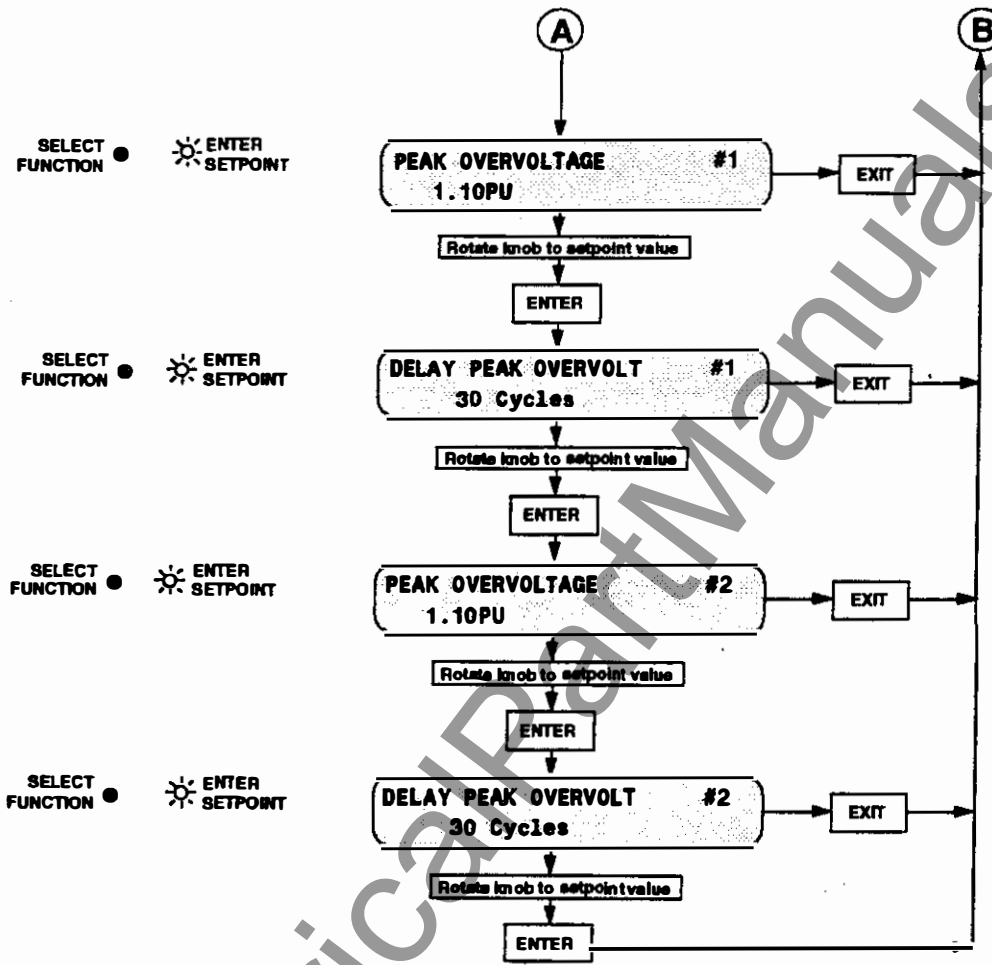 A
B
SELECT FUNCTION
ENTER SETPOINT
PEAK OVERVOLTAGE #1
1.10PU
EXIT
Rotate knob to setpoint value
ENTER
SELECT FUNCTION
ENTER SETPOINT
DELAY PEAK OVERVOLT #1
30 Cycles
EXIT
Rotate knob to setpoint value
ENTER
SELECT FUNCTION
ENTER SETPOINT
PEAK OVERVOLTAGE #2
1.10PU
EXIT
Rotate knob to setpoint value
ENTER
SELECT FUNCTION
ENTER SETPOINT
DELAY PEAK OVERVOLT #2
30 Cycles
EXIT
Rotate knob to setpoint value
ENTER
ricalPartManuals